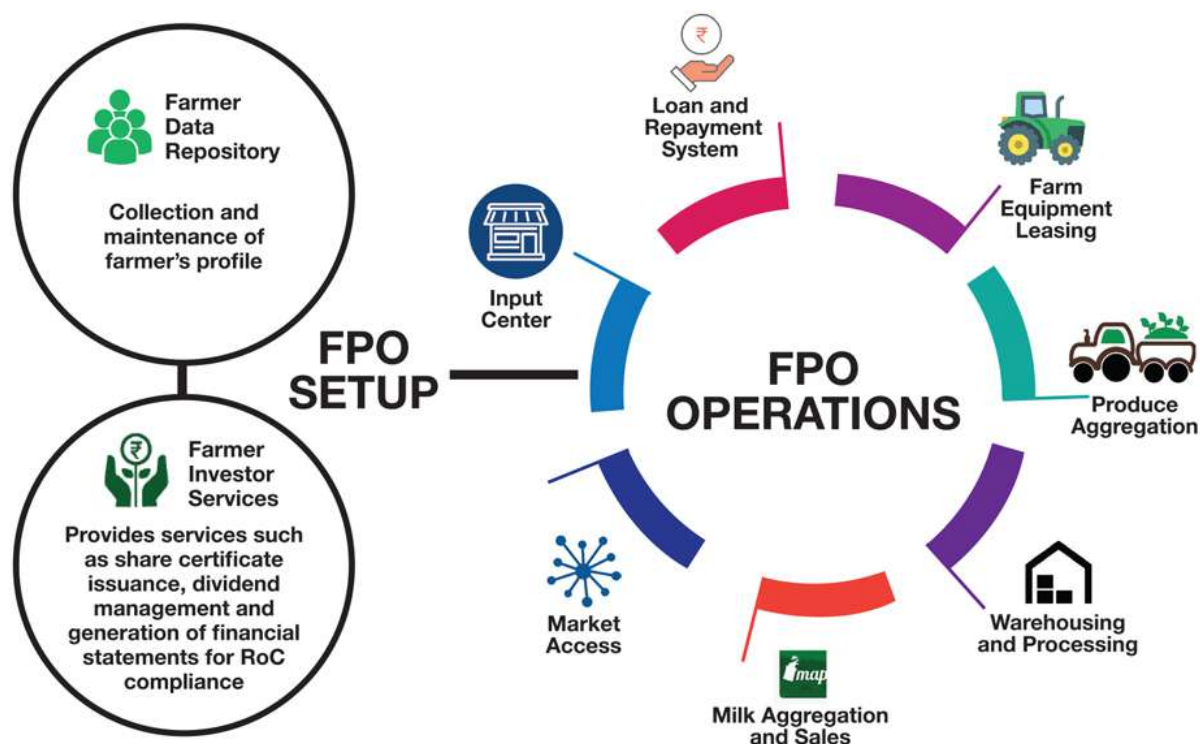 Farmer
Data
Repository
Collection and
maintenance of
farmer's profile
Farmer
Investor
Services
Provides services such
as share certificate
issuance, dividend
management and
generation of financial
statements for RoC
compliance
FPO
SETUP
FPO
OPERATIONS
₹
Loan and
Repayment
System
Farm
Equipment
Leasing
Produce
Aggregation
Warehousing
and Processing
map
Milk Aggregation
and Sales
Market
Access
Input
Center
₹